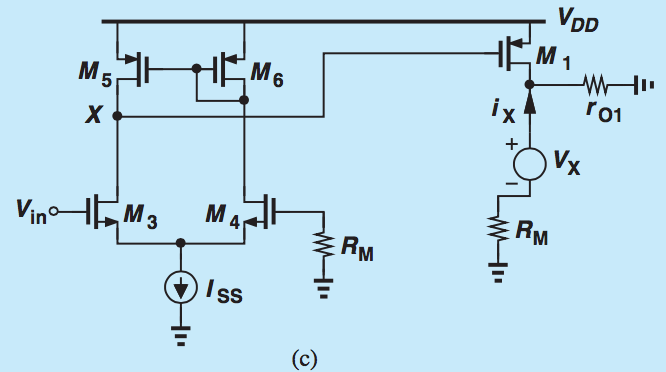 VDD
M5
M6
M1
X
iX
rO1
+
VX
−
Vin
M3
M4
RM
RM
ISS
(c)